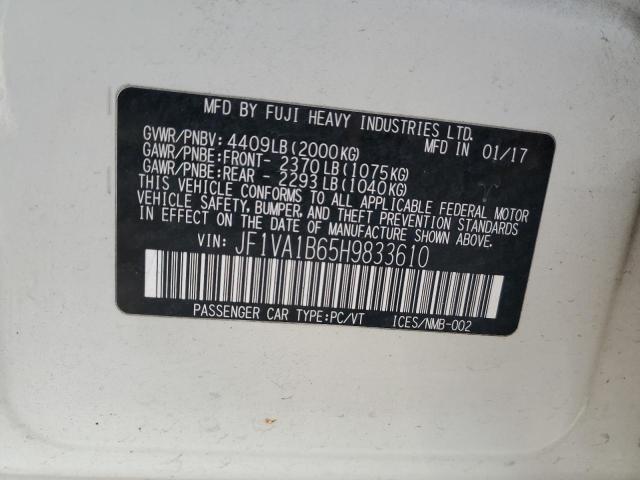 MFD BY FUJI HEAVY INDUSTRIES LTD.
MFD IN 01/17
GVWR/PNBV: 4409LB(2000KG)
GAWR/PNBE:FRONT- 2370LB(1075KG)
GAWR/PNBE:REAR - 2293LB(1040KG)
THIS VEHICLE CONFORMS TO ALL APPLICABLE FEDERAL MOTOR
VEHICLE SAFETY, BUMPER, AND THEFT PREVENTION STANDARDS
IN EFFECT ON THE DATE OF MANUFACTURE SHOWN ABOVE.
VIN: JF1VA1B65H9833610
PASSENGER CAR TYPE:PC/VT ICES/NMB-002